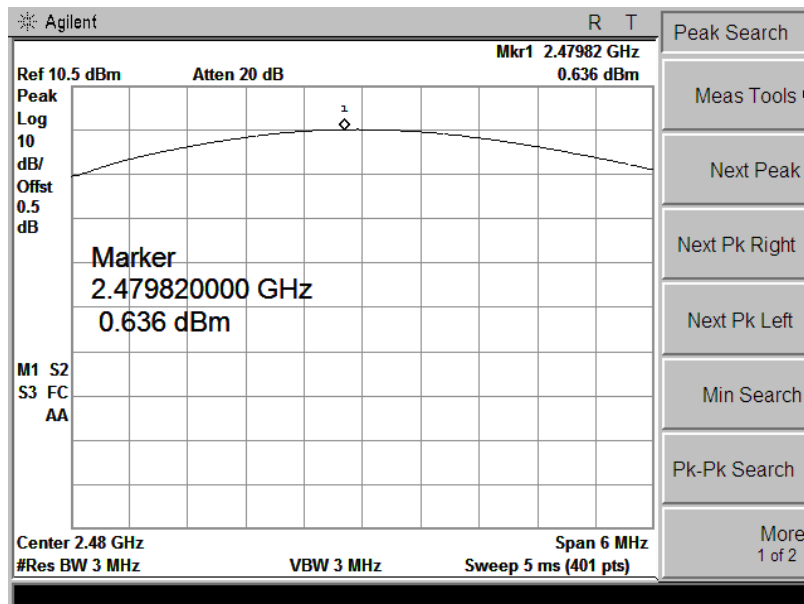 Agilent R T
Mkr1 2.47982 GHz
Ref 10.5 dBm Atten 20 dB 0.636 dBm
Peak
Log
10
dB/
Offst
0.5
dB
1
Marker
2.479820000 GHz
0.636 dBm
M1 S2
S3 FC
AA
Center 2.48 GHz Span 6 MHz
#Res BW 3 MHz VBW 3 MHz Sweep 5 ms (401 pts)
Peak Search
Meas Tools
Next Peak
Next Pk Right
Next Pk Left
Min Search
Pk-Pk Search
More
1 of 2